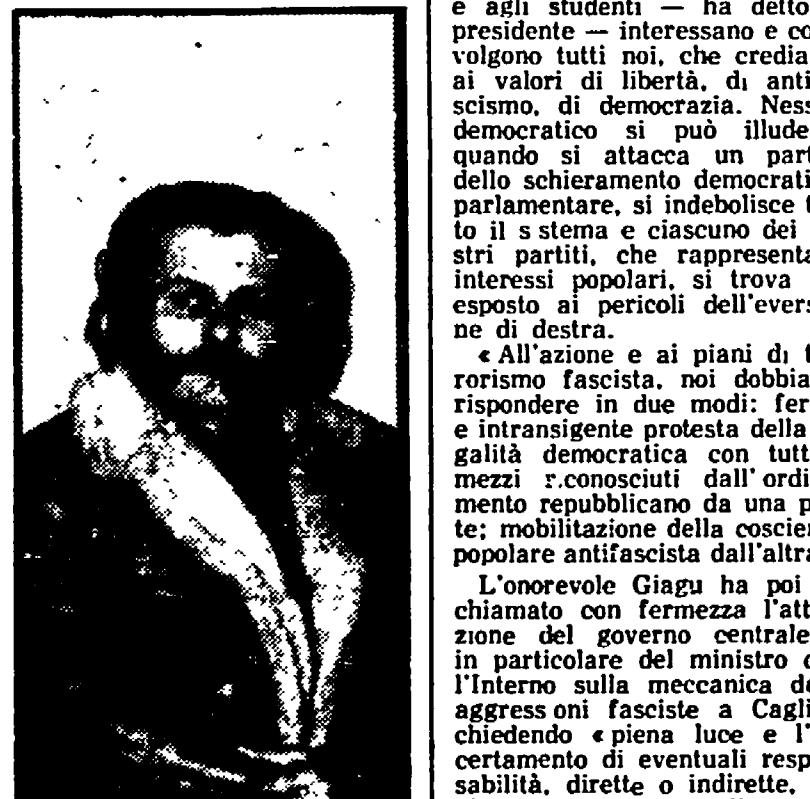 e agli studenti — ha detto
presidente — interessano e co
volgono tutti noi, che credia
ai valori di libertà, di anti
scismo, di democrazia. Ness
democratico si può illude
quando si attacca un part
dello schieramento democrati
parlamentare, si indebolisce t
to il s stema e ciascuno dei
stri partiti, che rappresenta
interessi popolari, si trova
esposto ai pericoli dell'evers
ne di destra.
« All'azione e ai piani di t
rorismo fascista, noi dobbia
rispondere in due modi: fer
e intransigente protesta della
galità democratica con tutt
mezzi r.conosciuti dall'ordi
mento repubblicano da una p
te; mobilitazione della coscien
popolare antifascista dall'altra
L'onorevole Giagu ha poi
chiamato con fermezza l'att
zione del governo centrale
in particolare del ministro d
l'Interno sulla meccanica de
aggress oni fasciste a Cagli
chiedendo « piena luce e l'
certamento di eventuali resp
sabilità, dirette o indirette,